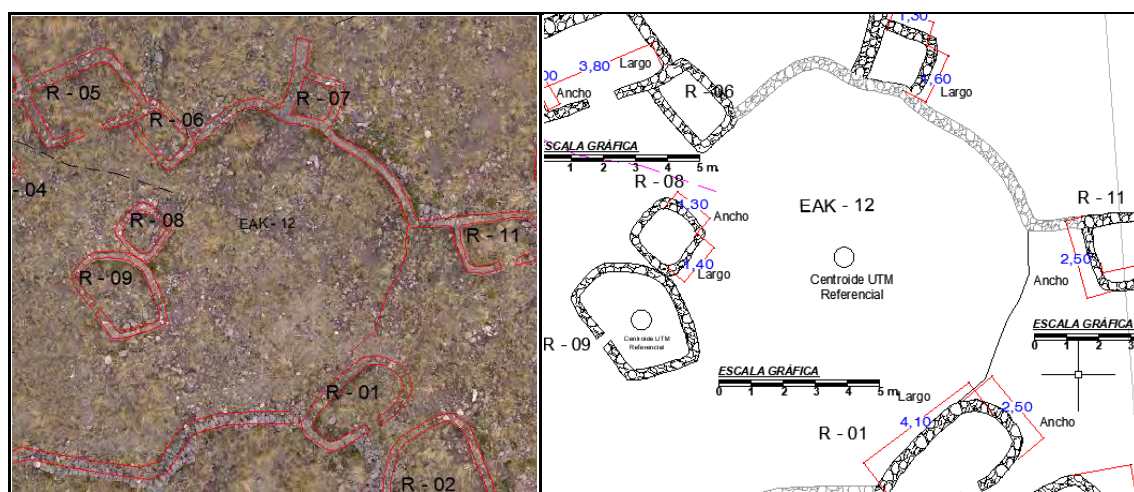 R - 05
R - 07
R - 06
- 04
R - 08
EAK - 12
R - 09
R - 11
R - 01
R - 02
1,30
3,80
Largo
00
Ancho
,60
Largo
R - 06
ESCALA GRÁFICA
1 2 3 4 5 m.
R - 08
1,30
Ancho
1,40
Largo
EAK - 12
Centroide UTM
Referencial
R - 11
2,50
Ancho
R - 09
Centroide UTM
Referencial
ESCALA GRÁFICA
0 1 2 3
ESCALA GRÁFICA
0 1 2 3 4 5 m.
Largo
4,10
2,50
Ancho
R - 01